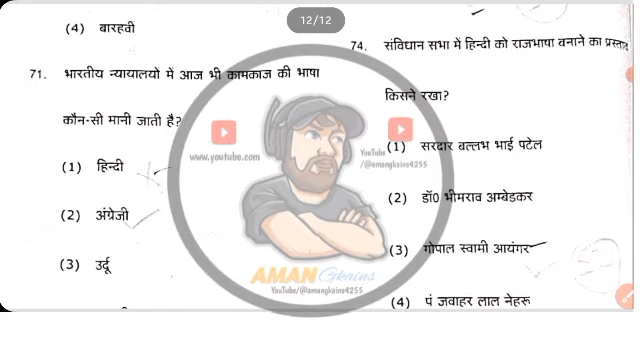 12/12
(4) बारहवी
71. भारतीय न्यायालयो में आज भी कामकाज की भाषा
कौन-सी मानी जाती है?
(1) हिन्दी
(2) अंग्रेजी
(3) उर्दू
74. संविधान सभा में हिन्दी को राजभाषा बनाने का प्रस्ताव
किसने रखा?
(1) सरदार बल्लभ भाई पटेल
(2) डॉ0 भीमराव अम्बेडकर
(3) गोपाल स्वामी आयंगर
(4) पं जवाहर लाल नेहरू
www.youtube.com
YouTube
/@amangkains4255
AMAN Gkains
YouTube/@amangkains4255